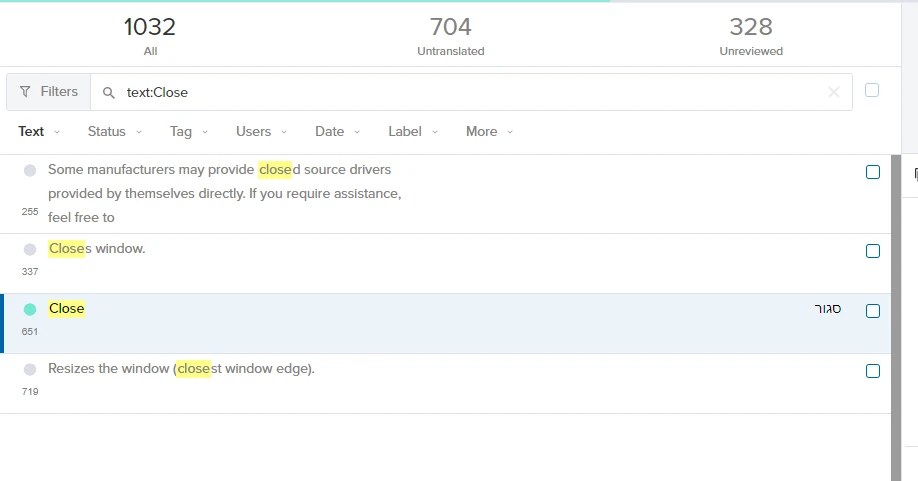 1032
704
328
All
Untranslated
Unreviewed
Filters
text:Close
Text
Status
Tag
Users
Date
Label
More
Some manufacturers may provide closed source drivers
provided by themselves directly. If you require assistance,
feel free to
255
Closes window.
337
Close
סגור
651
Resizes the window (closest window edge).
719